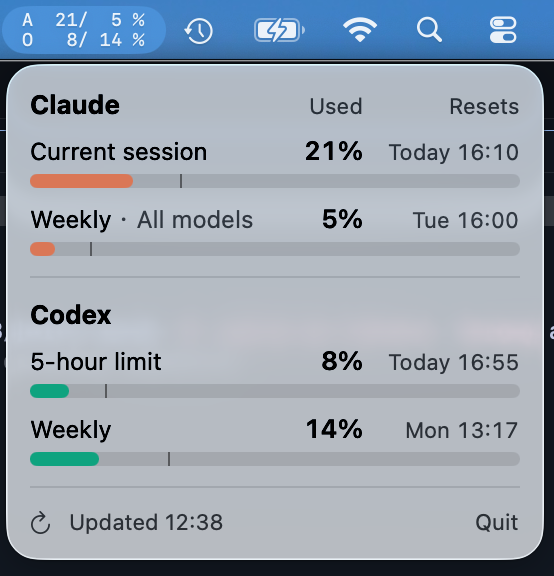 A 21/ 5 %
O 8/ 14 %
Claude Used Resets
Current session 21% Today 16:10
Weekly · All models 5% Tue 16:00
Codex
5-hour limit 8% Today 16:55
Weekly 14% Mon 13:17
Updated 12:38 Quit